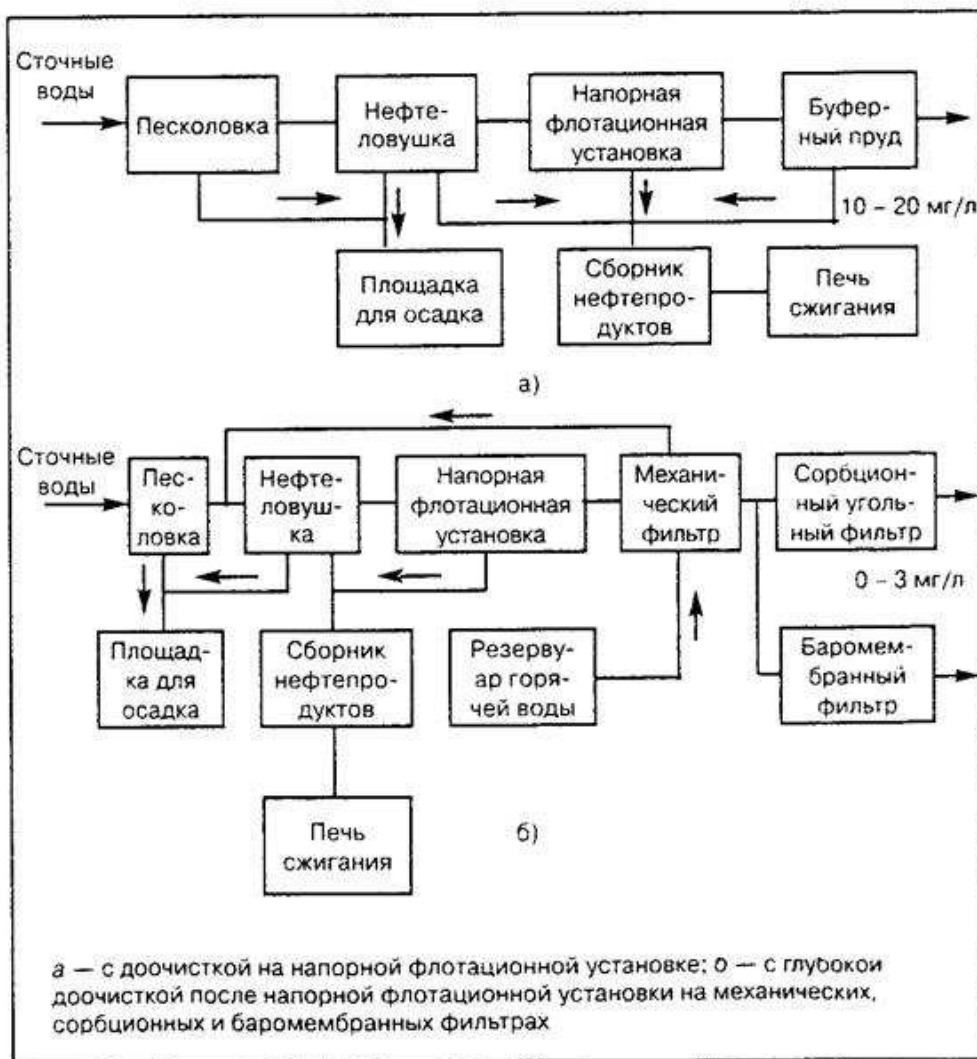 Сточные
воды
Песколовка
Нефте-
ловушка
Напорная
флотационная
установка
Буфер-
ный пруд
10 – 20 мг/л
Площадка
для осадка
Сборник
нефтепро-
дуктов
Печь
сжигания
а)
Сточные
воды
Пес-
ко-
ловка
Нефте-
ловуш-
ка
Напорная
флотационная
установка
Механи-
ческий
фильтр
Сорбцион-
ный уголь-
ный фильтр
0 – 3 мг/л
Площад-
ка для
осадка
Сборник
нефтепро-
дуктов
Резерву-
ар горя-
чей воды
Баромем-
бранный
фильтр
Печь
сжигания
б)
а — с доочисткой на напорной флотационной установке; б — с глубокой
доочисткой после напорной флотационной установки на механических,
сорбционных и баромембранных фильтрах